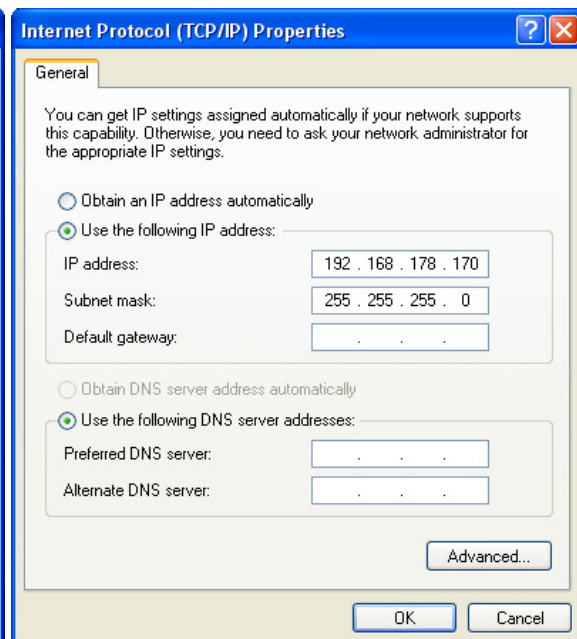 Internet Protocol (TCP/IP) Properties
General
You can get IP settings assigned automatically if your network supports
this capability. Otherwise, you need to ask your network administrator for
the appropriate IP settings.
Obtain an IP address automatically
Use the following IP address:
IP address: 192 . 168 . 178 . 170
Subnet mask: 255 . 255 . 255 . 0
Default gateway: . . .
Obtain DNS server address automatically
Use the following DNS server addresses:
Preferred DNS server: . . .
Alternate DNS server: . . .
Advanced...
OK Cancel